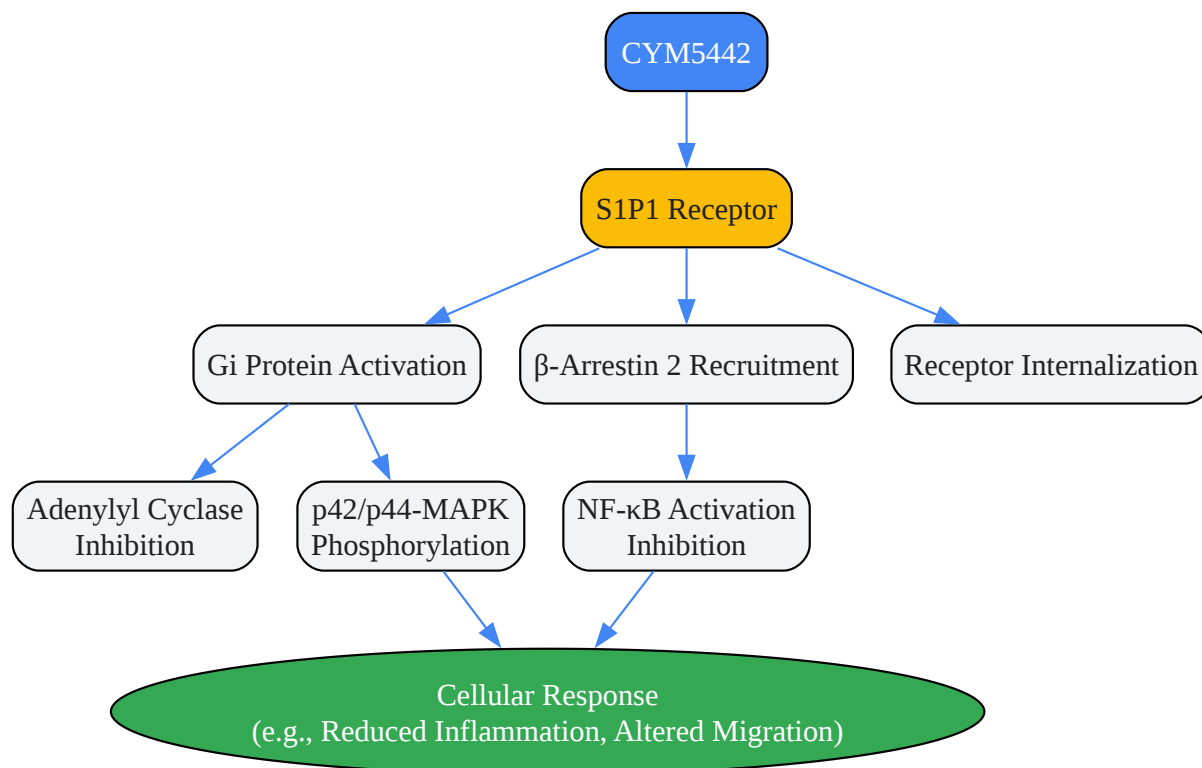 CYM5442
S1P1 Receptor
Gi Protein Activation
β-Arrestin 2 Recruitment
Receptor Internalization
Adenylyl Cyclase
Inhibition
p42/p44-MAPK
Phosphorylation
NF-κB Activation
Inhibition
Cellular Response
(e.g., Reduced Inflammation, Altered Migration)